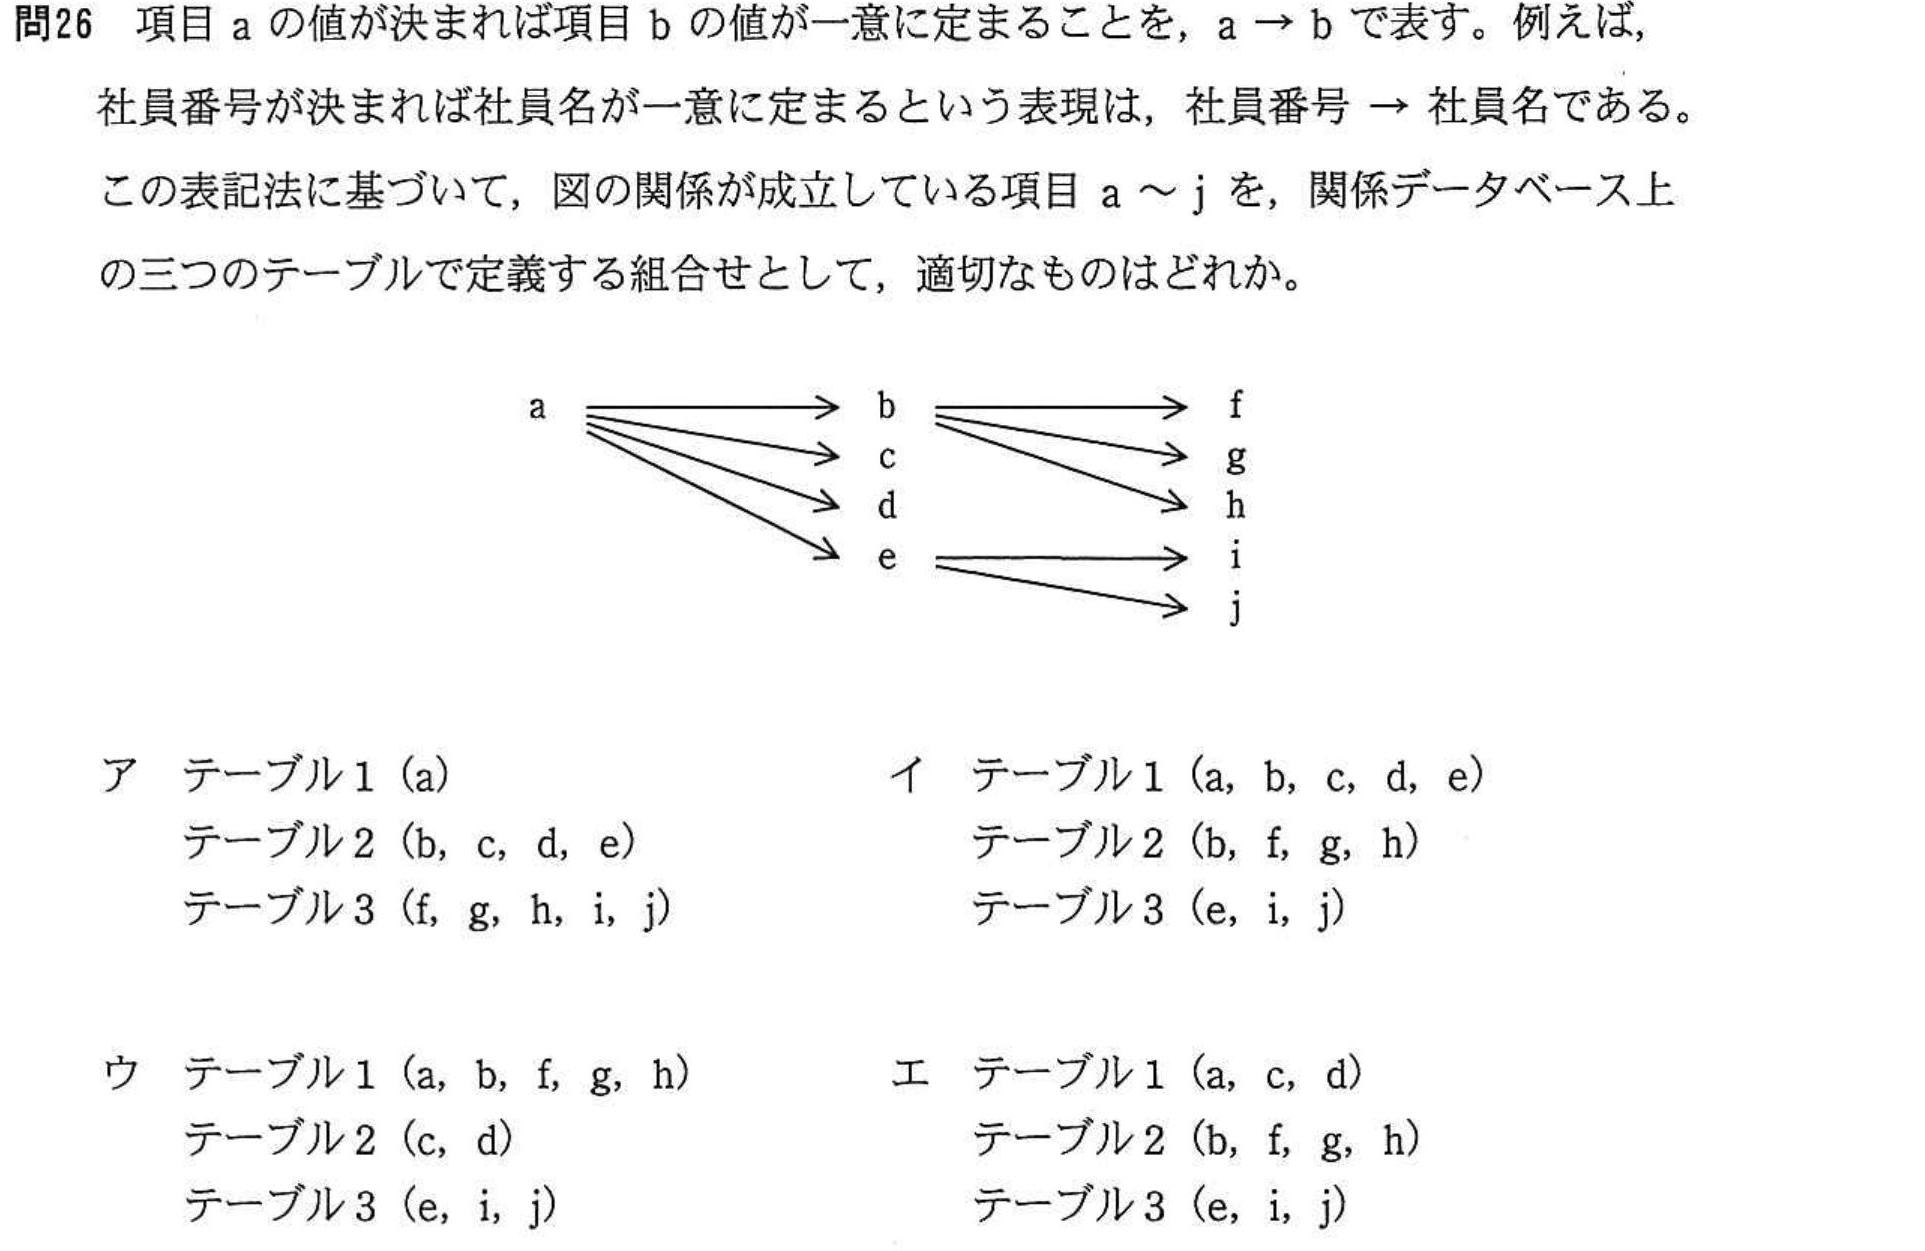 問26 項目 a の値が決まれば項目 b の値が一意に定まることを，a → b で表す。例えば，
社員番号が決まれば社員名が一意に定まるという表現は，社員番号 → 社員名である。
この表記法に基づいて，図の関係が成立している項目 a ～ j を，関係データベース上
の三つのテーブルで定義する組合せとして，適切なものはどれか。
a b f
c g
d h
e i
j
ア テーブル1 (a)
テーブル2 (b, c, d, e)
テーブル3 (f, g, h, i, j)
イ テーブル1 (a, b, c, d, e)
テーブル2 (b, f, g, h)
テーブル3 (e, i, j)
ウ テーブル1 (a, b, f, g, h)
テーブル2 (c, d)
テーブル3 (e, i, j)
エ テーブル1 (a, c, d)
テーブル2 (b, f, g, h)
テーブル3 (e, i, j)